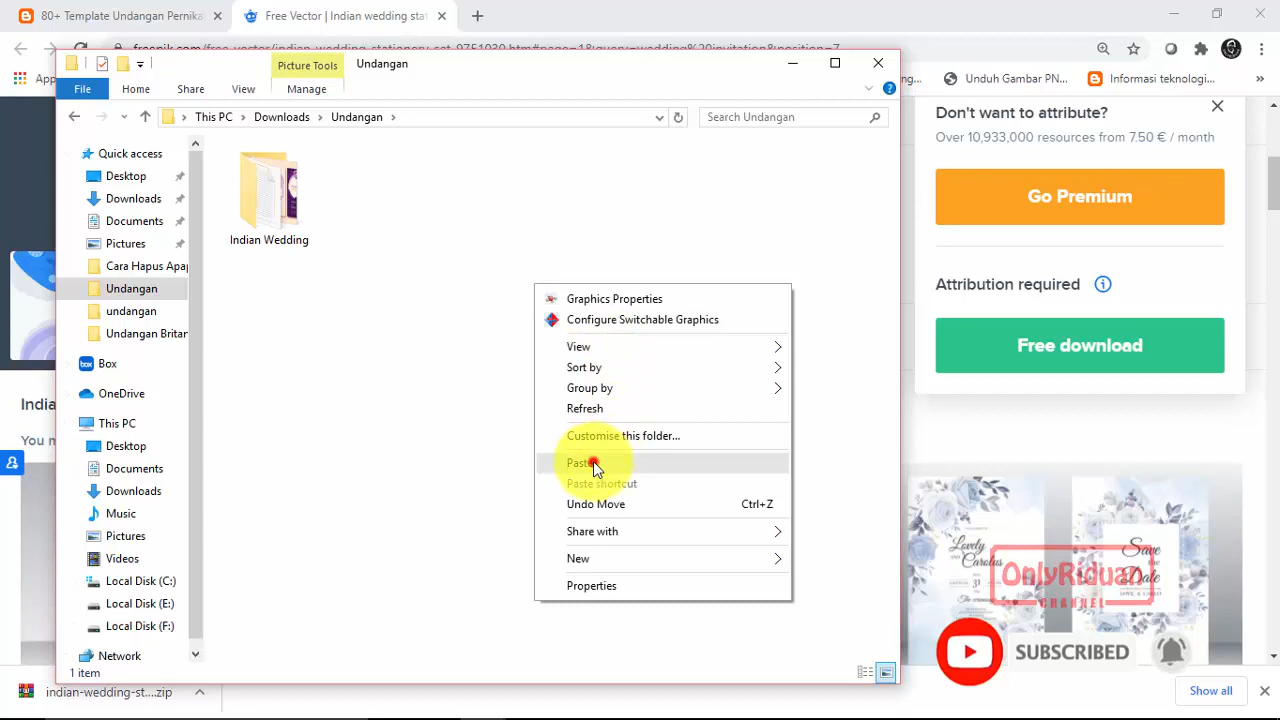 80+ Template Undangan Pernika
Free Vector | Indian wedding stat
freepik.com/free-vector/indian-wedding-stationery-set_9751030.htm#page=1&query=wedding%20invitation&position=7
App
ng...
Unduh Gambar PN...
Informasi teknologi...
»
Picture Tools
Undangan
File
Home
Share
View
Manage
This PC
Downloads
Undangan
Search Undangan
Quick access
Desktop
Downloads
Documents
Pictures
Cara Hapus Apap
Undangan
undangan
Undangan Britar
Box
OneDrive
This PC
Desktop
Documents
Downloads
Music
Pictures
Videos
Local Disk (C:)
Local Disk (E:)
Local Disk (F:)
Network
1 item
Indian Wedding
Graphics Properties
Configure Switchable Graphics
View
Sort by
Group by
Refresh
Customise this folder...
Paste
Paste shortcut
Undo Move Ctrl+Z
Share with
New
Properties
Don't want to attribute?
Over 10,933,000 resources from 7.50 € / month
Go Premium
Attribution required
Free download
India
You m
Lovely
Carolus
31
Save
the
Date
OnlyRiduan
CHANNEL
SUBSCRIBED
indian-wedding-st....zip
Show all